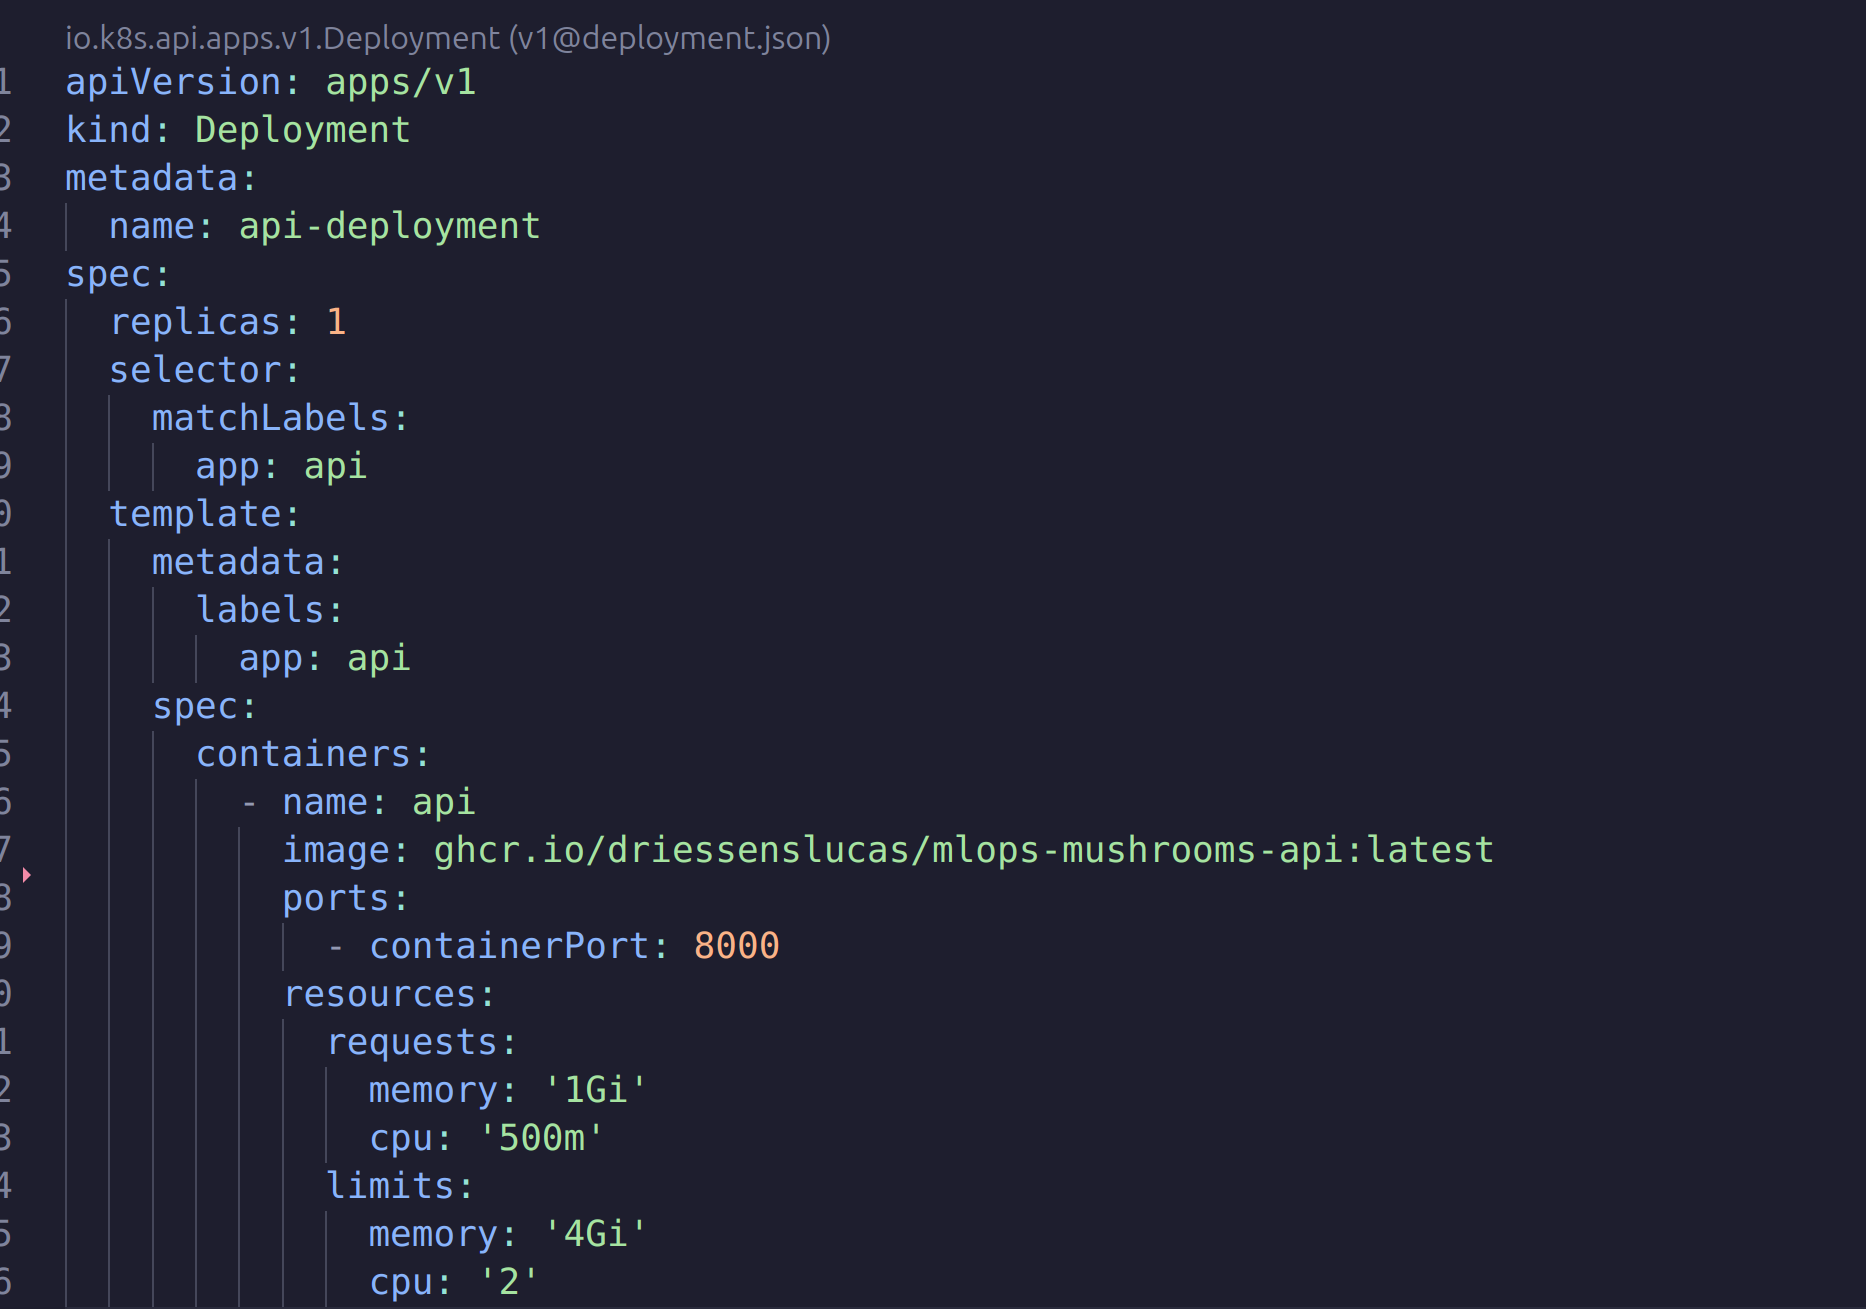 io.k8s.api.apps.v1.Deployment (v1@deployment.json)
1 apiVersion: apps/v1
2 kind: Deployment
3 metadata:
4   name: api-deployment
5 spec:
6   replicas: 1
7   selector:
8     matchLabels:
9       app: api
0   template:
1     metadata:
2       labels:
3         app: api
4     spec:
5       containers:
6         - name: api
7           image: ghcr.io/driessenslucas/mlops-mushrooms-api:latest
8           ports:
9             - containerPort: 8000
0           resources:
1             requests:
2               memory: '1Gi'
3               cpu: '500m'
4             limits:
5               memory: '4Gi'
6               cpu: '2'